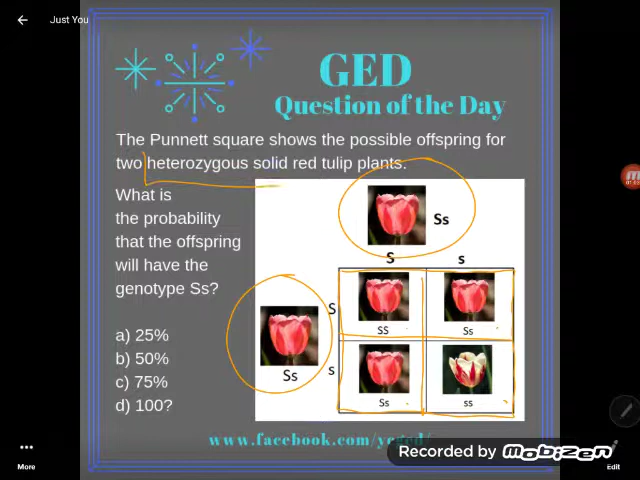 Just You
GED
Question of the Day
The Punnett square shows the possible offspring for
two heterozygous solid red tulip plants.
What is
the probability
that the offspring
will have the
genotype Ss?
a) 25%
b) 50%
c) 75%
d) 100?
Ss
S s
S
SS Ss
Ss
s
Ss ss
www.facebook.com/
Recorded by mobizen
More
Edit